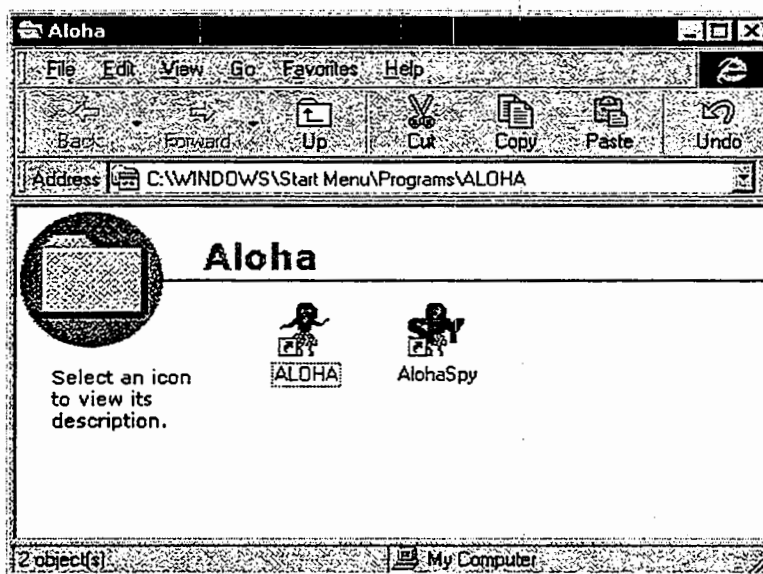 Aloha
File Edit View Go Favorites Help
Back Forward Up Cut Copy Paste Undo
Address C:\WINDOWS\Start Menu\Programs\ALOHA
Aloha
SPY
ALOHA AlohaSpy
Select an icon
to view its
description.
2 object(s) My Computer